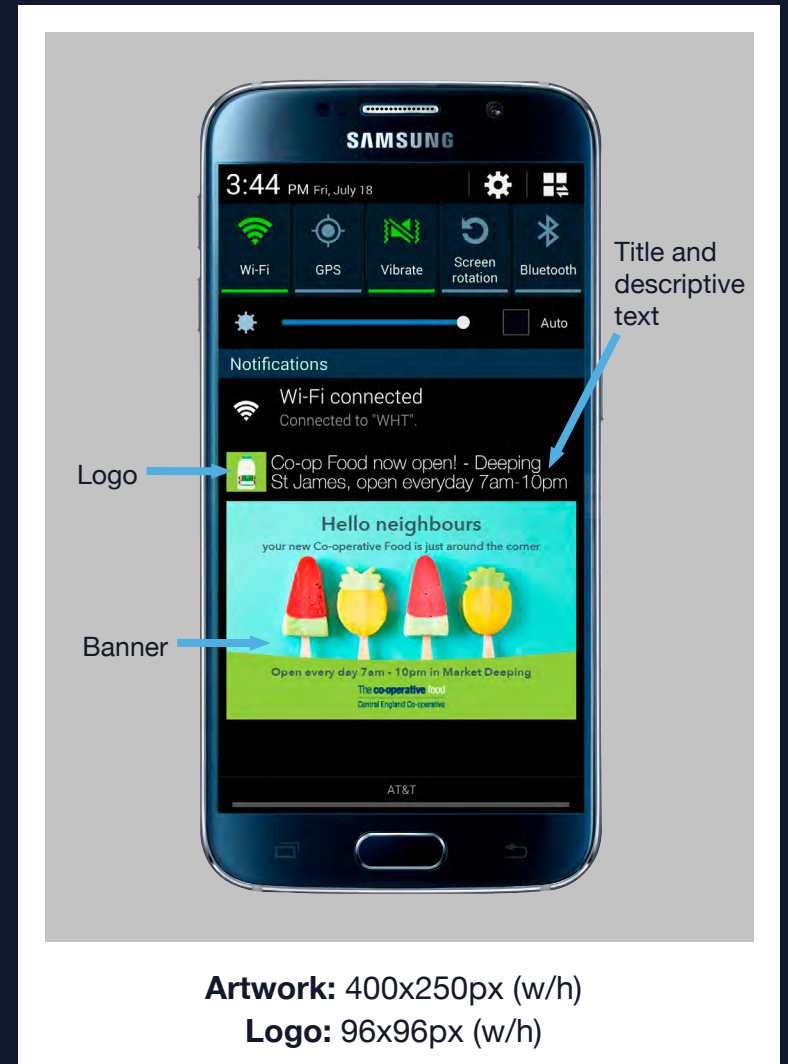 SAMSUNG
3:44 PM Fri, July 18
Wi-Fi
GPS
Vibrate
Screen
rotation
Bluetooth
Auto
Title and
descriptive
text
Notifications
Wi-Fi connected
Connected to "WHT".
Logo
Co-op Food now open! - Deeping
St James, open everyday 7am-10pm
Hello neighbours
your new Co-operative Food is just around the corner
Banner
Open every day 7am - 10pm in Market Deeping
The co-operative food
Central England Co-operative
AT&T
Artwork: 400x250px (w/h)
Logo: 96x96px (w/h)